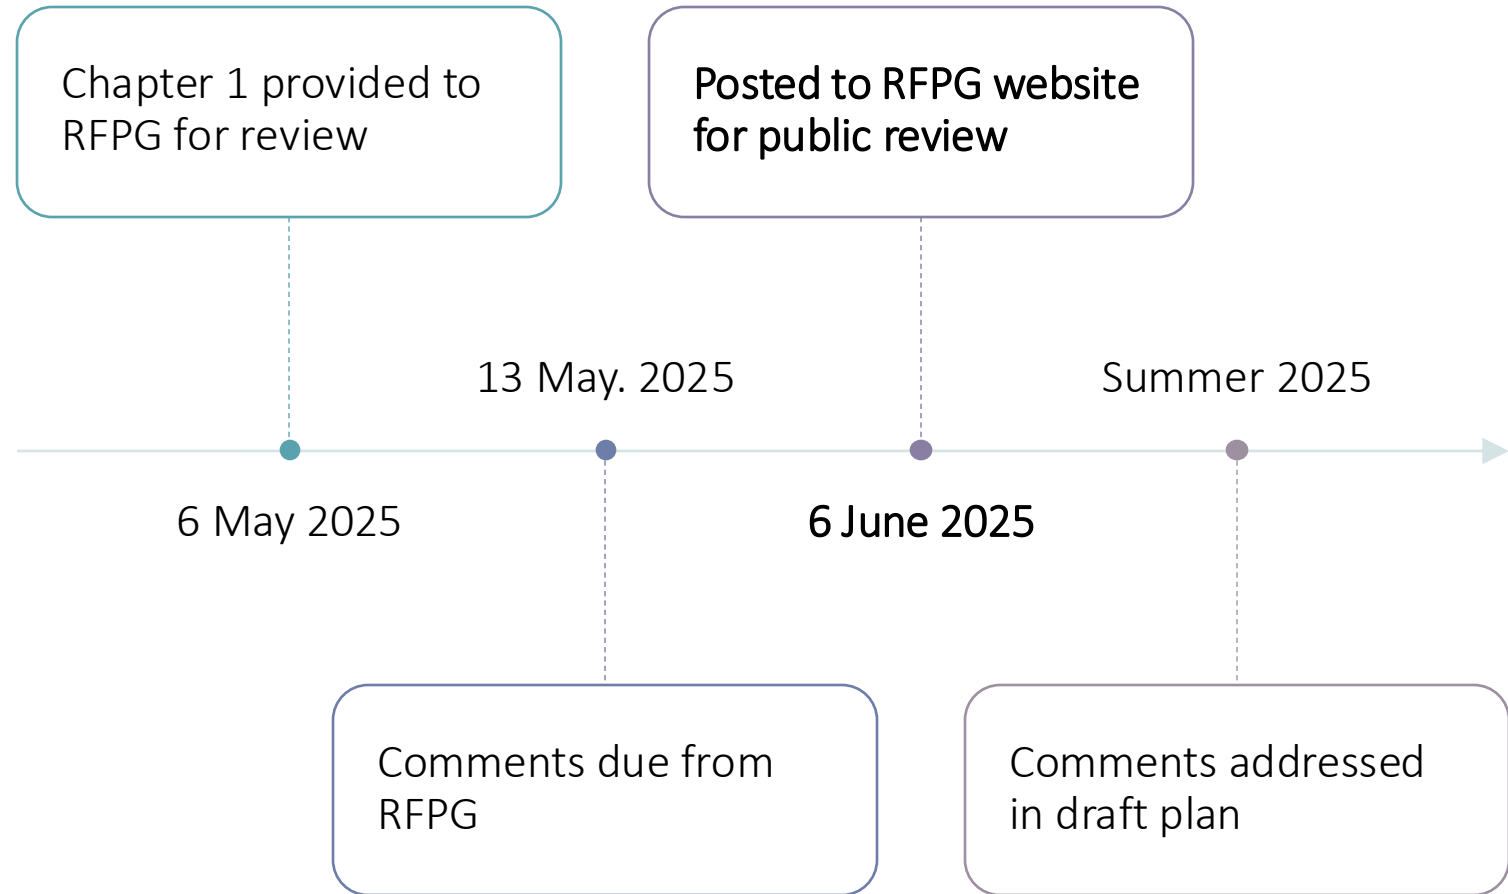 Chapter 1 provided to
RFPG for review
Posted to RFPG website
for public review
13 May. 2025
Summer 2025
6 May 2025
6 June 2025
Comments due from
RFPG
Comments addressed
in draft plan